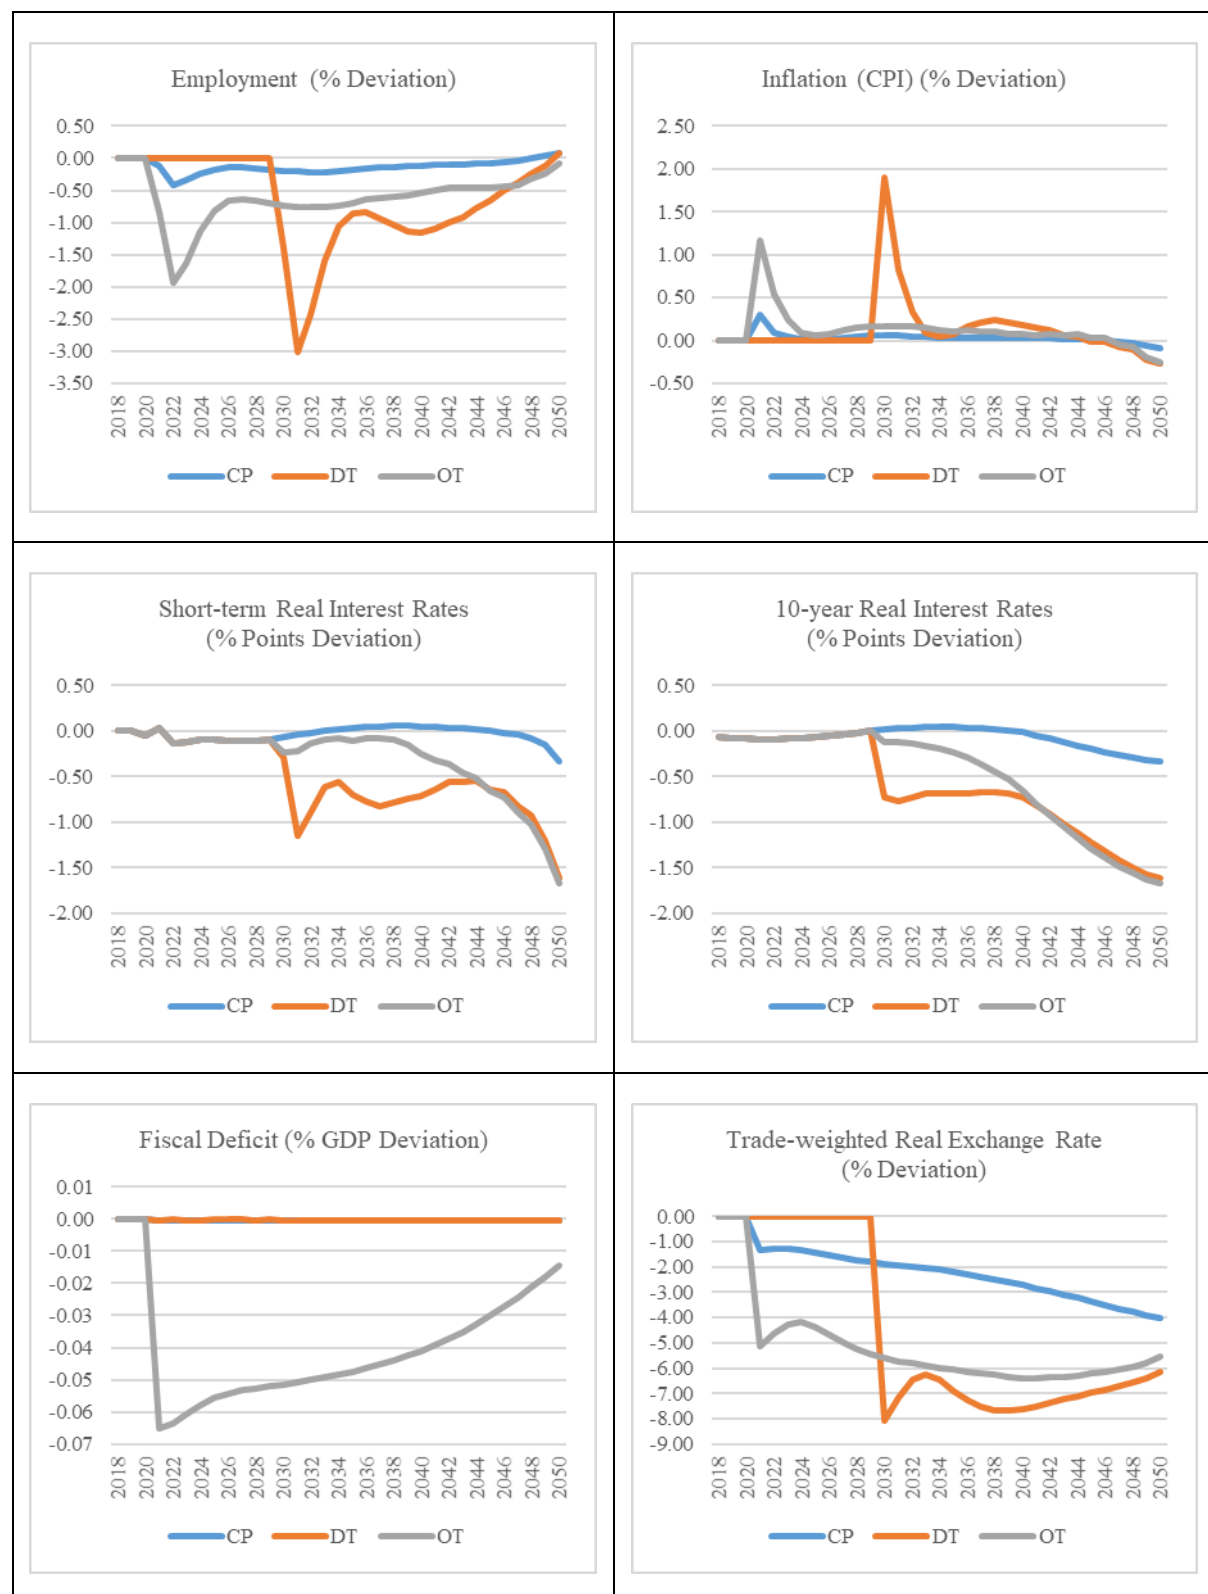 Employment (% Deviation)
0.50
0.00
-0.50
-1.00
-1.50
-2.00
-2.50
-3.00
-3.50
2018 2020 2022 2024 2026 2028 2030 2032 2034 2036 2038 2040 2042 2044 2046 2048 2050
CP DT OT
Inflation (CPI) (% Deviation)
2.50
2.00
1.50
1.00
0.50
0.00
-0.50
2018 2020 2022 2024 2026 2028 2030 2032 2034 2036 2038 2040 2042 2044 2046 2048 2050
CP DT OT
Short-term Real Interest Rates
(% Points Deviation)
0.50
0.00
-0.50
-1.00
-1.50
-2.00
2018 2020 2022 2024 2026 2028 2030 2032 2034 2036 2038 2040 2042 2044 2046 2048 2050
CP DT OT
10-year Real Interest Rates
(% Points Deviation)
0.50
0.00
-0.50
-1.00
-1.50
-2.00
2018 2020 2022 2024 2026 2028 2030 2032 2034 2036 2038 2040 2042 2044 2046 2048 2050
CP DT OT
Fiscal Deficit (% GDP Deviation)
0.01
0.00
-0.01
-0.02
-0.03
-0.04
-0.05
-0.06
-0.07
2018 2020 2022 2024 2026 2028 2030 2032 2034 2036 2038 2040 2042 2044 2046 2048 2050
CP DT OT
Trade-weighted Real Exchange Rate
(% Deviation)
0.00
-1.00
-2.00
-3.00
-4.00
-5.00
-6.00
-7.00
-8.00
-9.00
2018 2020 2022 2024 2026 2028 2030 2032 2034 2036 2038 2040 2042 2044 2046 2048 2050
CP DT OT